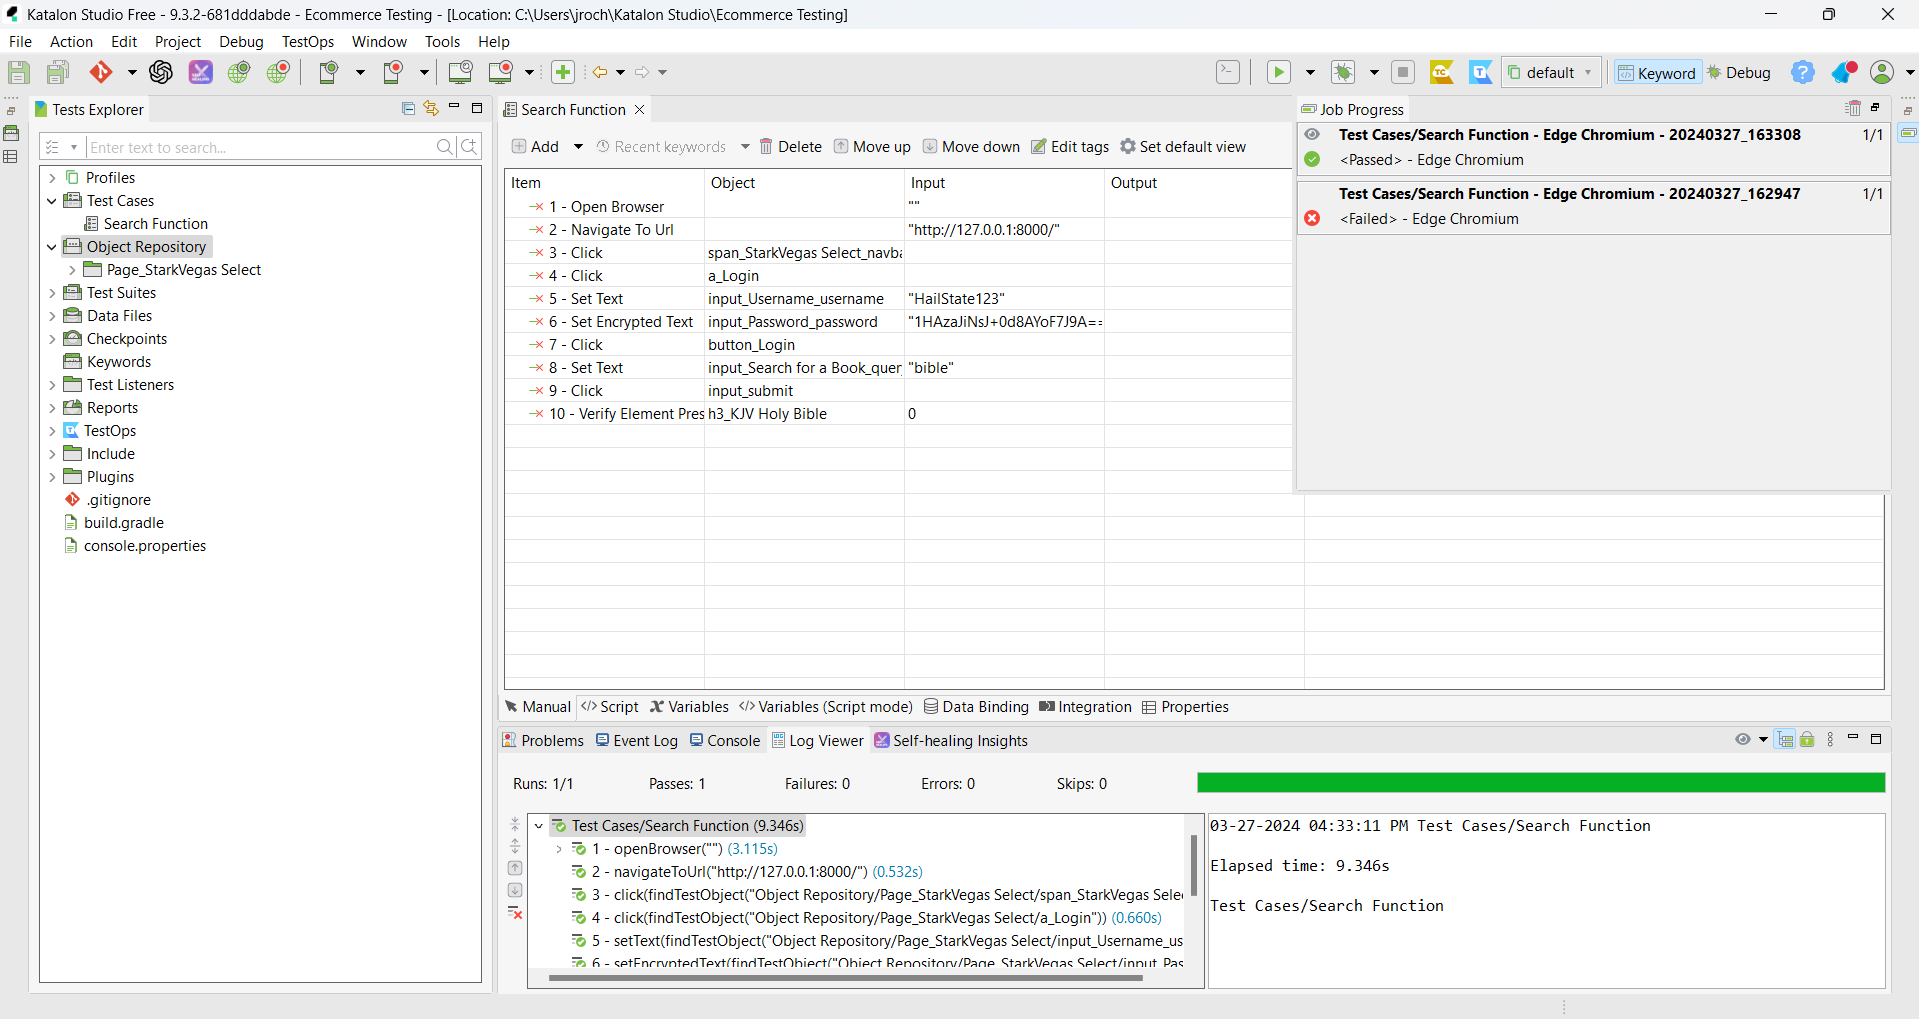 Katalon Studio Free - 9.3.2-681dddabde - Ecommerce Testing - [Location: C:\Users\jroch\Katalon Studio\Ecommerce Testing]
File Action Edit Project Debug TestOps Window Tools Help
default Keyword Debug
Tests Explorer
Enter text to search...
Profiles
Test Cases
Search Function
Object Repository
Page_StarkVegas Select
Test Suites
Data Files
Checkpoints
Keywords
Test Listeners
Reports
TestOps
Include
Plugins
.gitignore
build.gradle
console.properties
Search Function
Add Recent keywords Delete Move up Move down Edit tags Set default view
Item Object Input Output
1 - Open Browser ""
2 - Navigate To Url "http://127.0.0.1:8000/"
3 - Click span_StarkVegas Select_navba
4 - Click a_Login
5 - Set Text input_Username_username "HailState123"
6 - Set Encrypted Text input_Password_password "1HAzaJiNsJ+0d8AYoF7J9A==
7 - Click button_Login
8 - Set Text input_Search for a Book_quer "bible"
9 - Click input_submit
10 - Verify Element Pres h3_KJV Holy Bible 0
Job Progress
Test Cases/Search Function - Edge Chromium - 20240327_163308 1/1
<Passed> - Edge Chromium
Test Cases/Search Function - Edge Chromium - 20240327_162947 1/1
<Failed> - Edge Chromium
Manual </> Script Variables </> Variables (Script mode) Data Binding Integration Properties
Problems Event Log Console Log Viewer Self-healing Insights
Runs: 1/1 Passes: 1 Failures: 0 Errors: 0 Skips: 0
Test Cases/Search Function (9.346s)
1 - openBrowser("") (3.115s)
2 - navigateToUrl("http://127.0.0.1:8000/") (0.532s)
3 - click(findTestObject("Object Repository/Page_StarkVegas Select/span_StarkVegas Sele
4 - click(findTestObject("Object Repository/Page_StarkVegas Select/a_Login")) (0.660s)
5 - setText(findTestObject("Object Repository/Page_StarkVegas Select/input_Username_us
6 - setEncryptedText(findTestObject("Object Repository/Page_StarkVegas Select/input_Pas
03-27-2024 04:33:11 PM Test Cases/Search Function
Elapsed time: 9.346s
Test Cases/Search Function